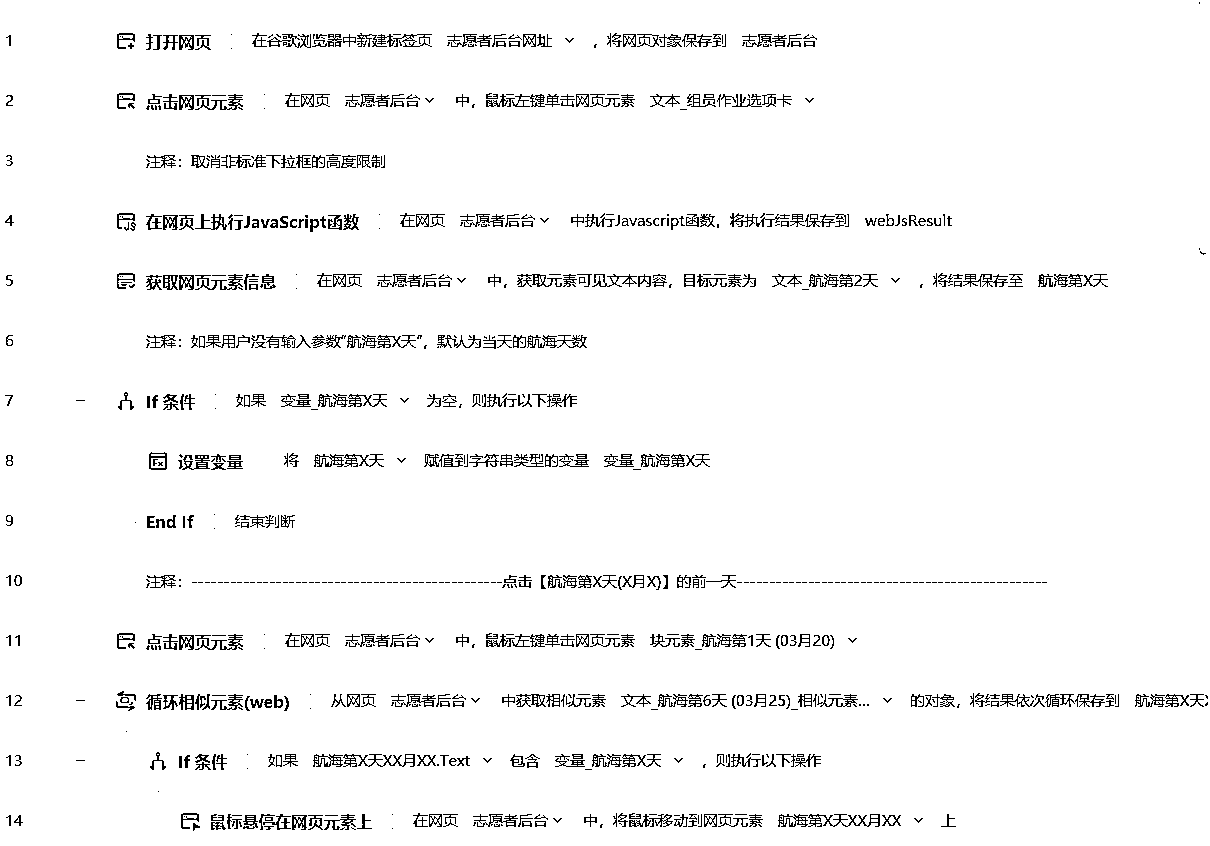 1 打开网页 在谷歌浏览器中新建标签页 志愿者后台网址 ，将网页对象保存到 志愿者后台
2 点击网页元素 在网页 志愿者后台 中，鼠标左键单击网页元素 文本_组员作业选项卡
3 注释：取消非标准下拉框的高度限制
4 在网页上执行JavaScript函数 在网页 志愿者后台 中执行Javascript函数，将执行结果保存到 webJsResult
5 获取网页元素信息 在网页 志愿者后台 中，获取元素可见文本内容，目标元素为 文本_航海第2天 ，将结果保存至 航海第X天
6 注释：如果用户没有输入参数“航海第X天”，默认为当天的航海天数
7 If 条件 如果 变量_航海第X天 为空，则执行以下操作
8 设置变量 将 航海第X天 赋值到字符串类型的变量 变量_航海第X天
9 End If 结束判断
10 注释：------------------------------------------------点击【航海第X天(X月X)】的前一天------------------------------------------------
11 点击网页元素 在网页 志愿者后台 中，鼠标左键单击网页元素 块元素_航海第1天 (03月20)
12 循环相似元素(web) 从网页 志愿者后台 中获取相似元素 文本_航海第6天 (03月25)_相似元素... 的对象，将结果依次循环保存到 航海第X天X
13 If 条件 如果 航海第X天XX月XX.Text 包含 变量_航海第X天 ，则执行以下操作
14 鼠标悬停在网页元素上 在网页 志愿者后台 中，将鼠标移动到网页元素 航海第X天XX月XX 上